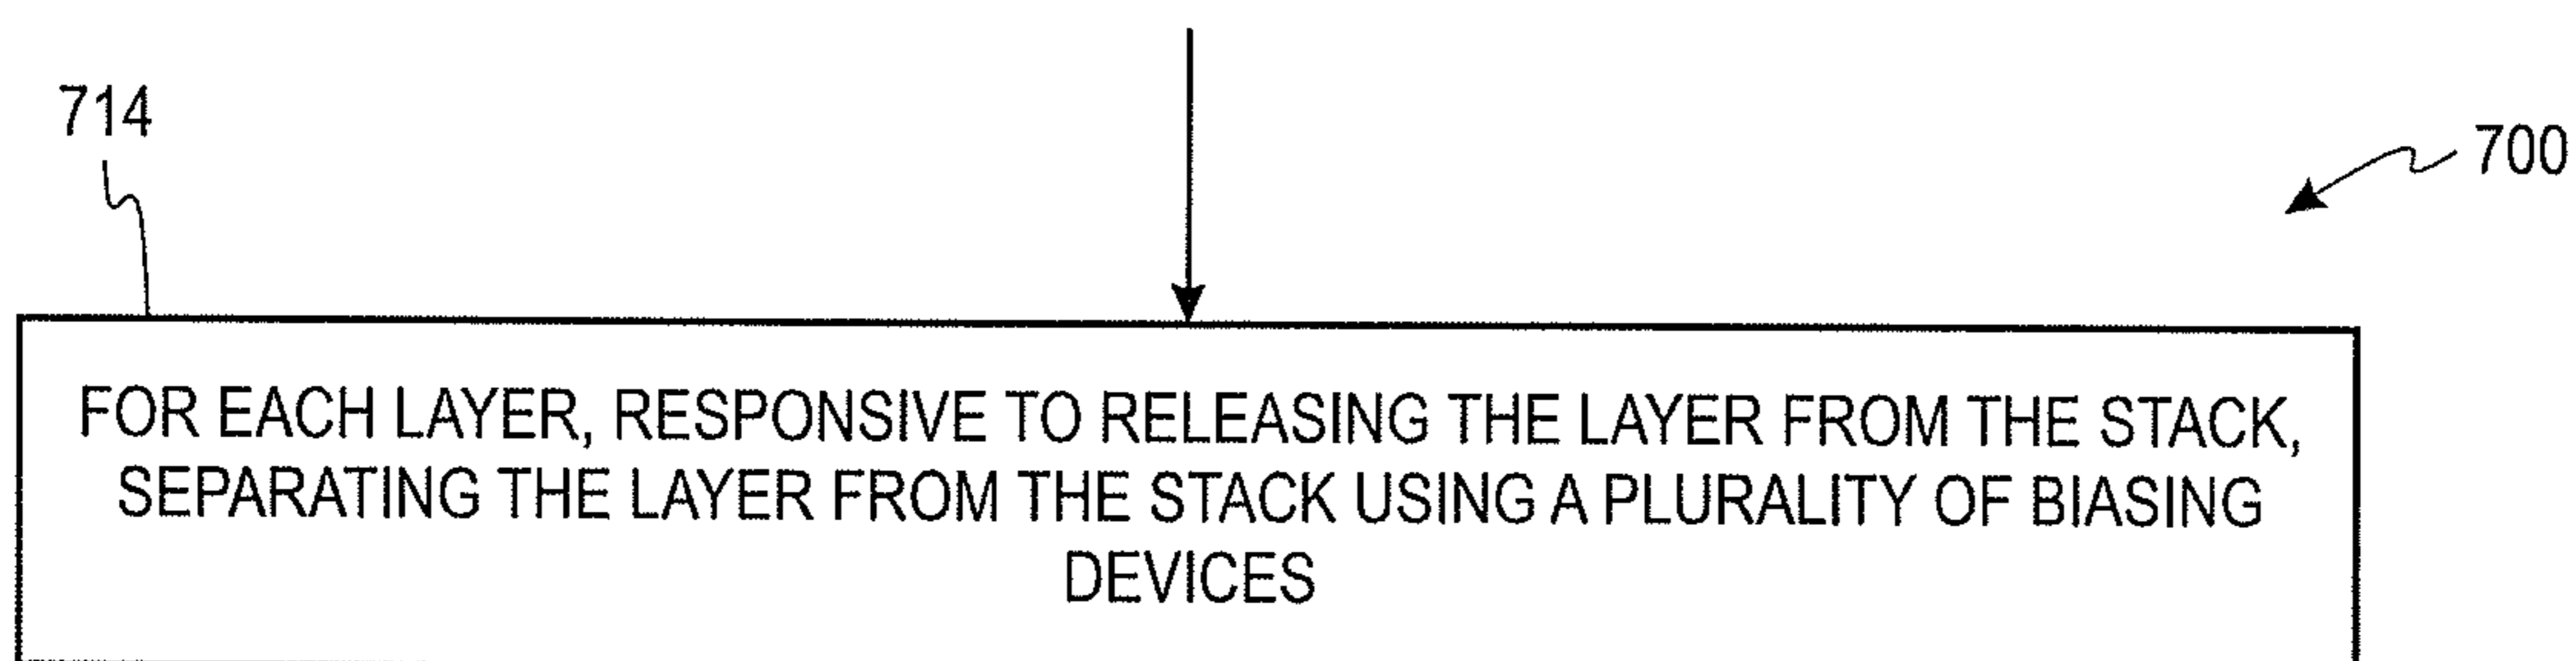 714
700
FOR EACH LAYER, RESPONSIVE TO RELEASING THE LAYER FROM THE STACK,
SEPARATING THE LAYER FROM THE STACK USING A PLURALITY OF BIASING
DEVICES